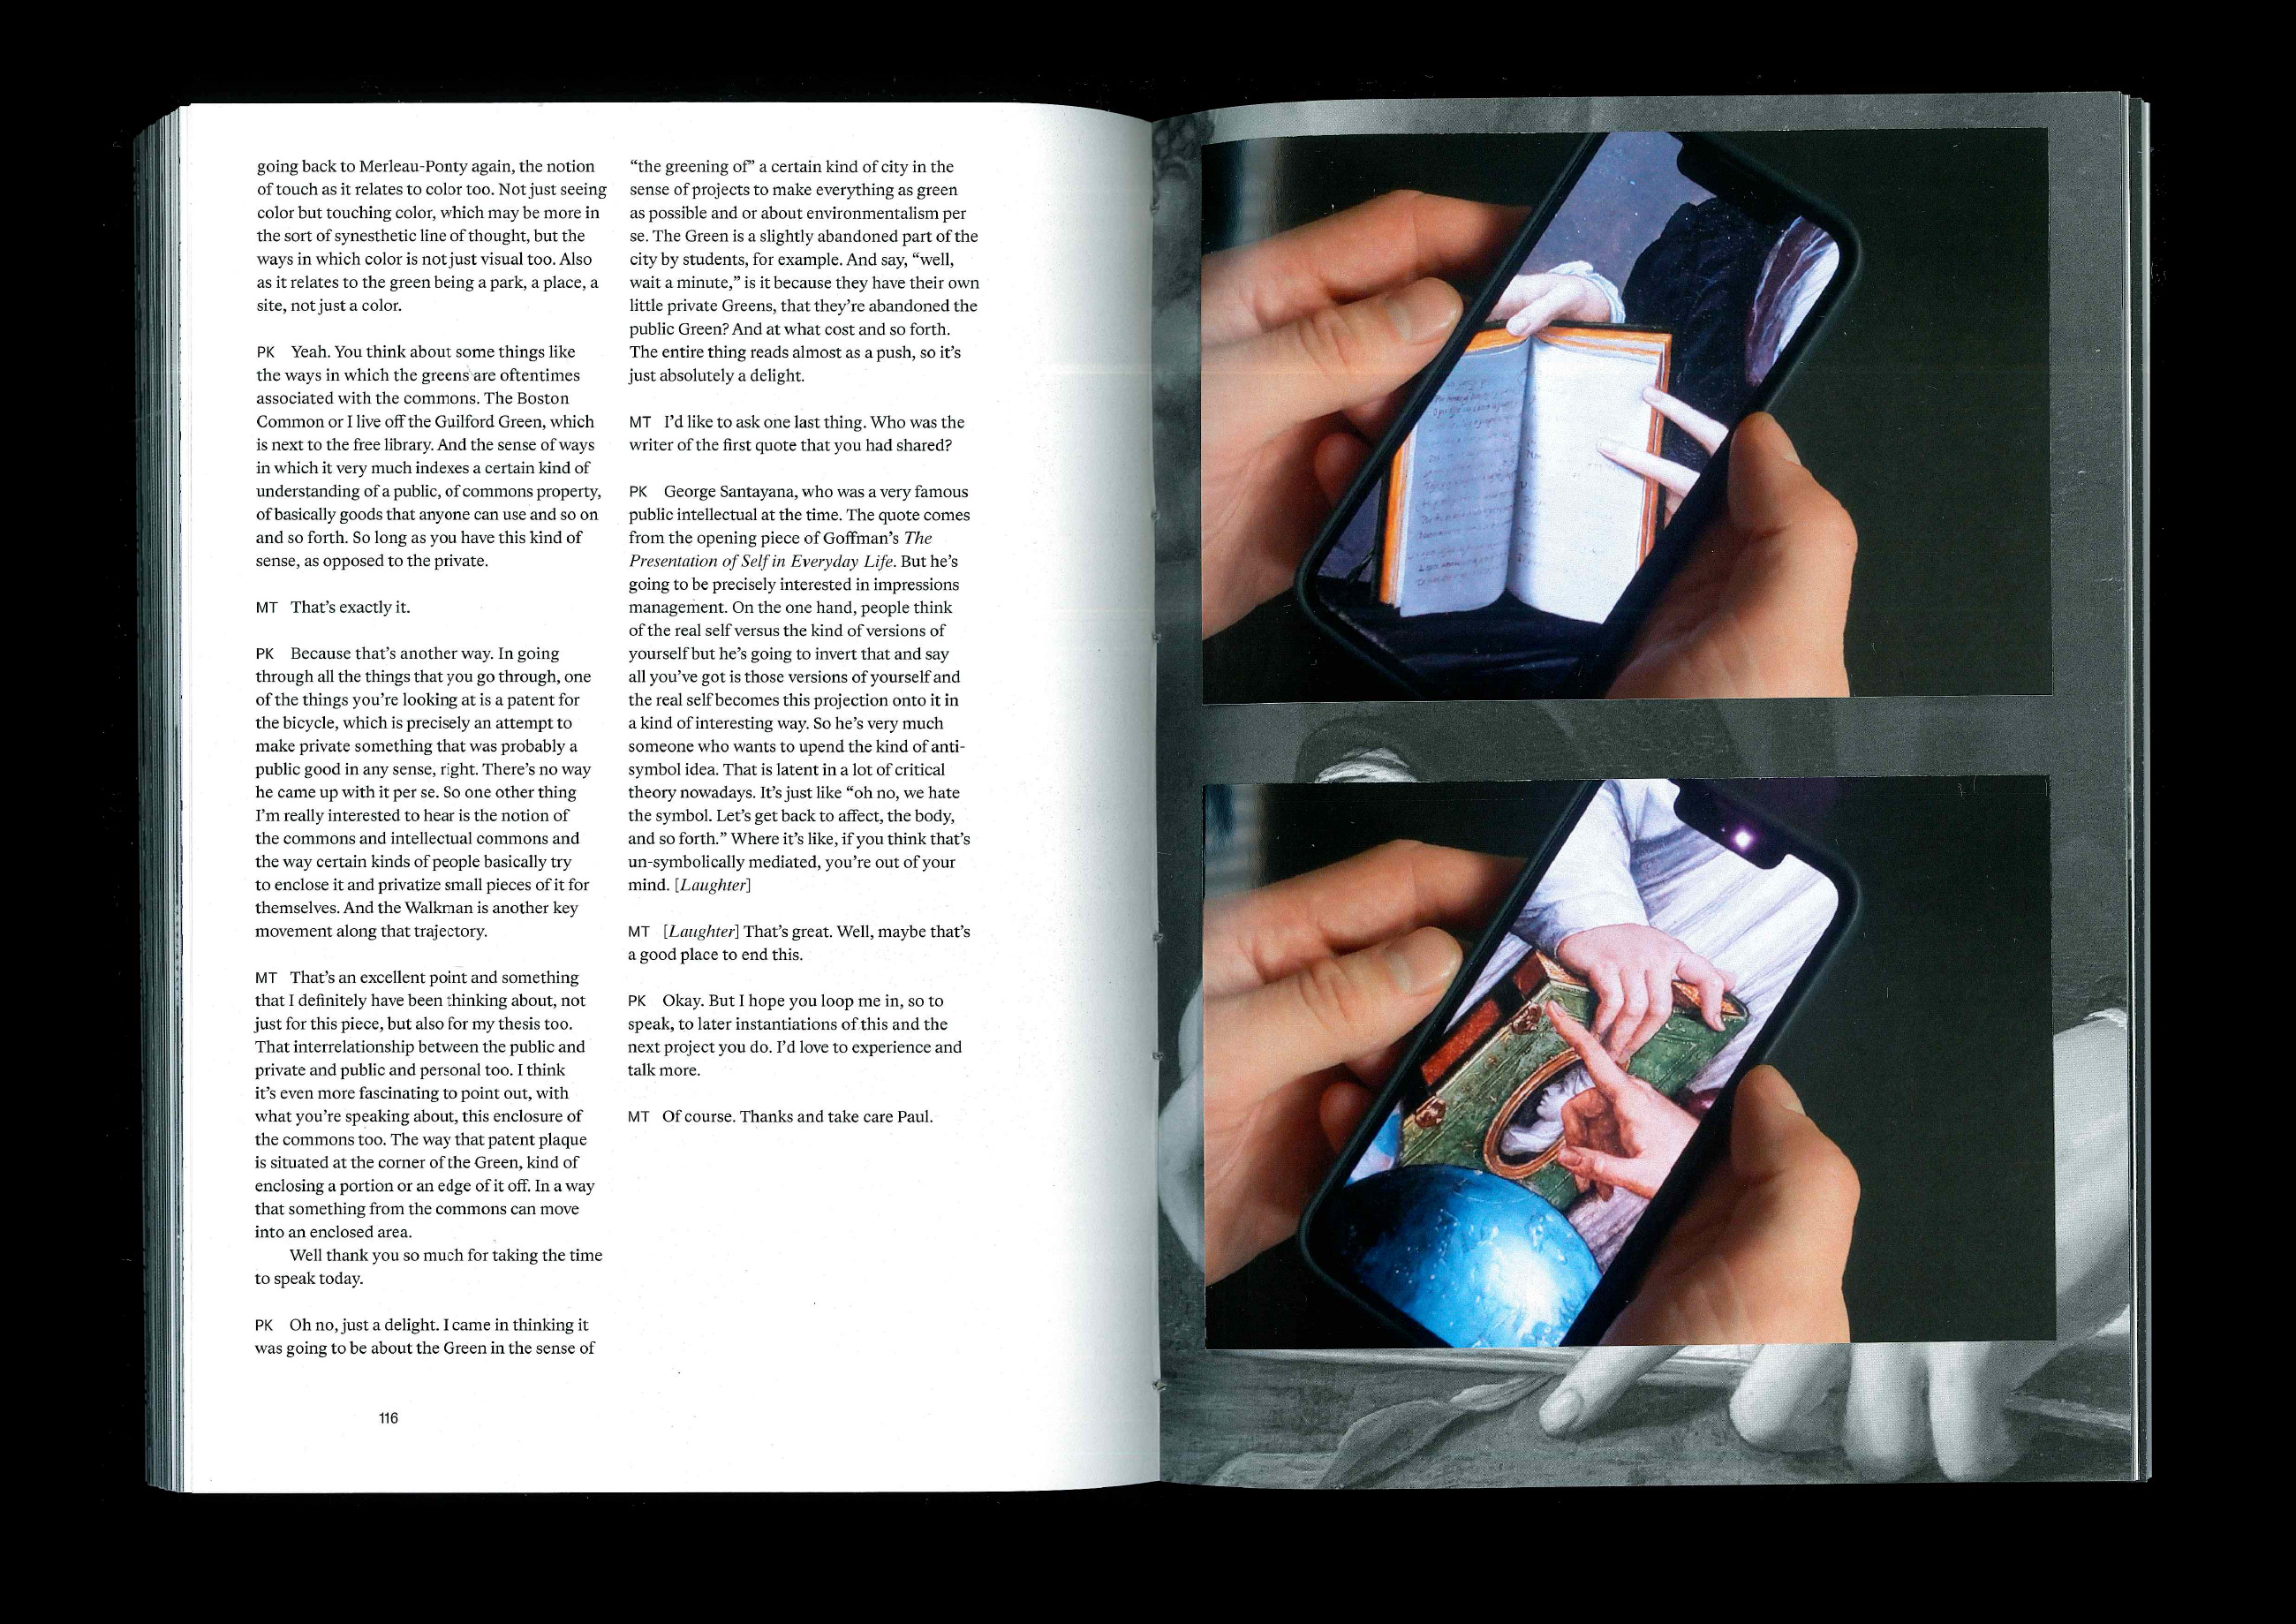 going back to Merleau-Ponty again, the notion
of touch as it relates to color too. Not just seeing
color but touching color, which may be more in
the sort of synesthetic line of thought, but the
ways in which color is not just visual too. Also
as it relates to the green being a park, a place, a
site, not just a color.
PK Yeah. You think about some things like
the ways in which the greens are oftentimes
associated with the commons. The Boston
Common or I live off the Guilford Green, which
is next to the free library. And the sense of ways
in which it very much indexes a certain kind of
understanding of a public, of commons property,
of basically goods that anyone can use and so on
and so forth. So long as you have this kind of
sense, as opposed to the private.
MT That’s exactly it.
PK Because that’s another way. In going
through all the things that you go through, one
of the things you’re looking at is a patent for
the bicycle, which is precisely an attempt to
make private something that was probably a
public good in any sense, right. There’s no way
he came up with it per se. So one other thing
I’m really interested to hear is the notion of
the commons and intellectual commons and
the way certain kinds of people basically try
to enclose it and privatize small pieces of it for
themselves. And the Walkman is another key
movement along that trajectory.
MT That’s an excellent point and something
that I definitely have been thinking about, not
just for this piece, but also for my thesis too.
That interrelationship between the public and
private and public and personal too. I think
it’s even more fascinating to point out, with
what you’re speaking about, this enclosure of
the commons too. The way that patent plaque
is situated at the corner of the Green, kind of
enclosing a portion or an edge of it off. In a way
that something from the commons can move
into an enclosed area.
Well thank you so much for taking the time
to speak today.
PK Oh no, just a delight. I came in thinking it
was going to be about the Green in the sense of
“the greening of” a certain kind of city in the
sense of projects to make everything as green
as possible and or about environmentalism per
se. The Green is a slightly abandoned part of the
city by students, for example. And say, “well,
wait a minute,” is it because they have their own
little private Greens, that they’re abandoned the
public Green? And at what cost and so forth.
The entire thing reads almost as a push, so it’s
just absolutely a delight.
MT I’d like to ask one last thing. Who was the
writer of the first quote that you had shared?
PK George Santayana, who was a very famous
public intellectual at the time. The quote comes
from the opening piece of Goffman’s The
Presentation of Self in Everyday Life. But he’s
going to be precisely interested in impressions
management. On the one hand, people think
of the real self versus the kind of versions of
yourself but he’s going to invert that and say
all you’ve got is those versions of yourself and
the real self becomes this projection onto it in
a kind of interesting way. So he’s very much
someone who wants to upend the kind of anti-
symbol idea. That is latent in a lot of critical
theory nowadays. It’s just like “oh no, we hate
the symbol. Let’s get back to affect, the body,
and so forth.” Where it’s like, if you think that’s
un-symbolically mediated, you’re out of your
mind. [Laughter]
MT [Laughter] That’s great. Well, maybe that’s
a good place to end this.
PK Okay. But I hope you loop me in, so to
speak, to later instantiations of this and the
next project you do. I’d love to experience and
talk more.
MT Of course. Thanks and take care Paul.
116